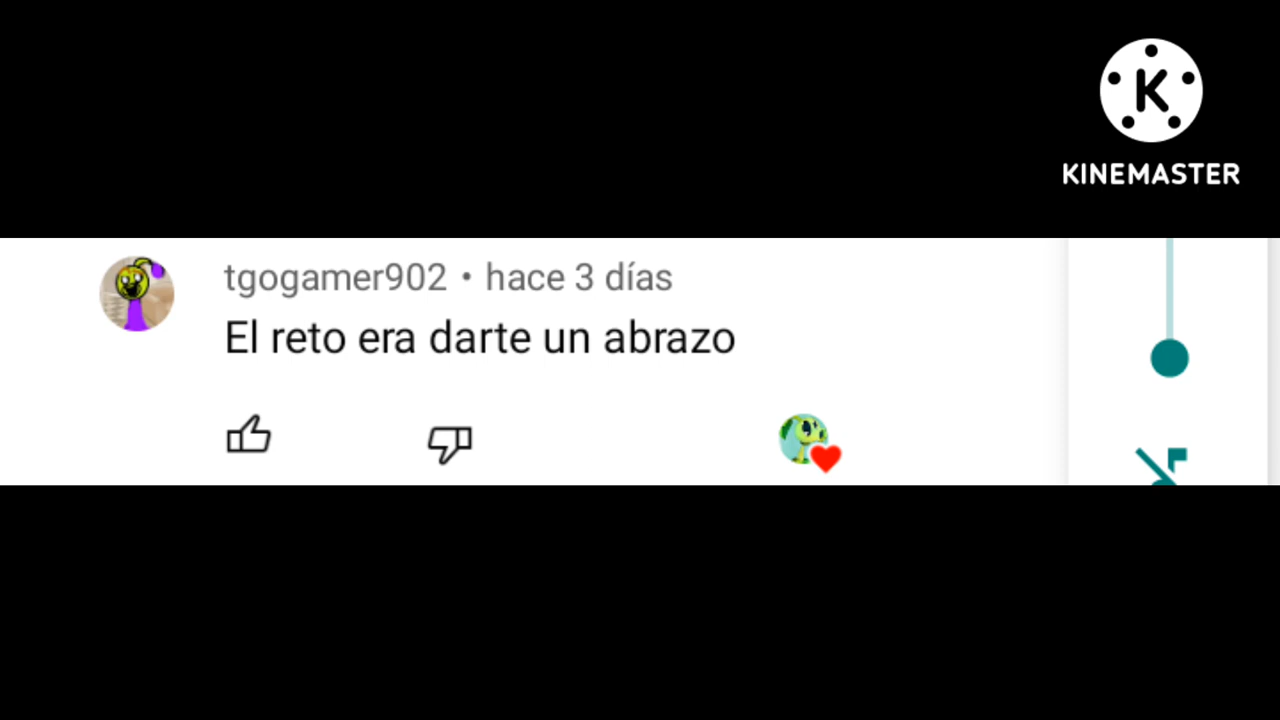 K
KINEMASTER
tgogamer902 • hace 3 días
El reto era darte un abrazo